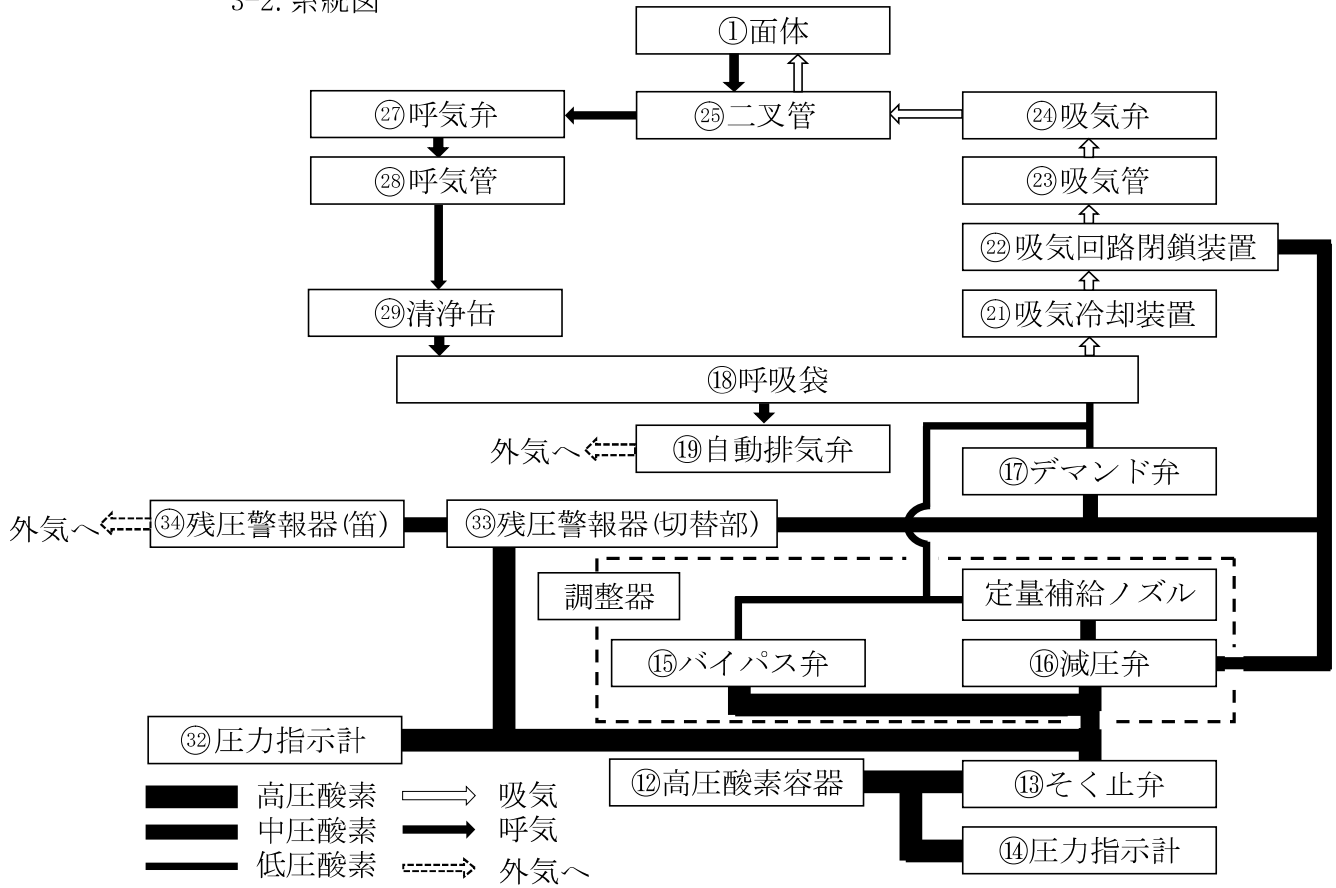 3-2. 系統図
①面体
㉗呼気弁
㉕二叉管
㉔吸気弁
㉘呼気管
㉓吸気管
㉒吸気回路閉鎖装置
㉙清浄缶
㉑吸気冷却装置
⑱呼吸袋
外気へ
⑲自動排気弁
⑰デマンド弁
外気へ
㉞残圧警報器(笛)
㉝残圧警報器(切替部)
調整器
定量補給ノズル
⑮バイパス弁
⑯減圧弁
㉜圧力指示計
⑫高圧酸素容器
⑬そく止弁
⑭圧力指示計
高圧酸素
吸気
中圧酸素
呼気
低圧酸素
外気へ